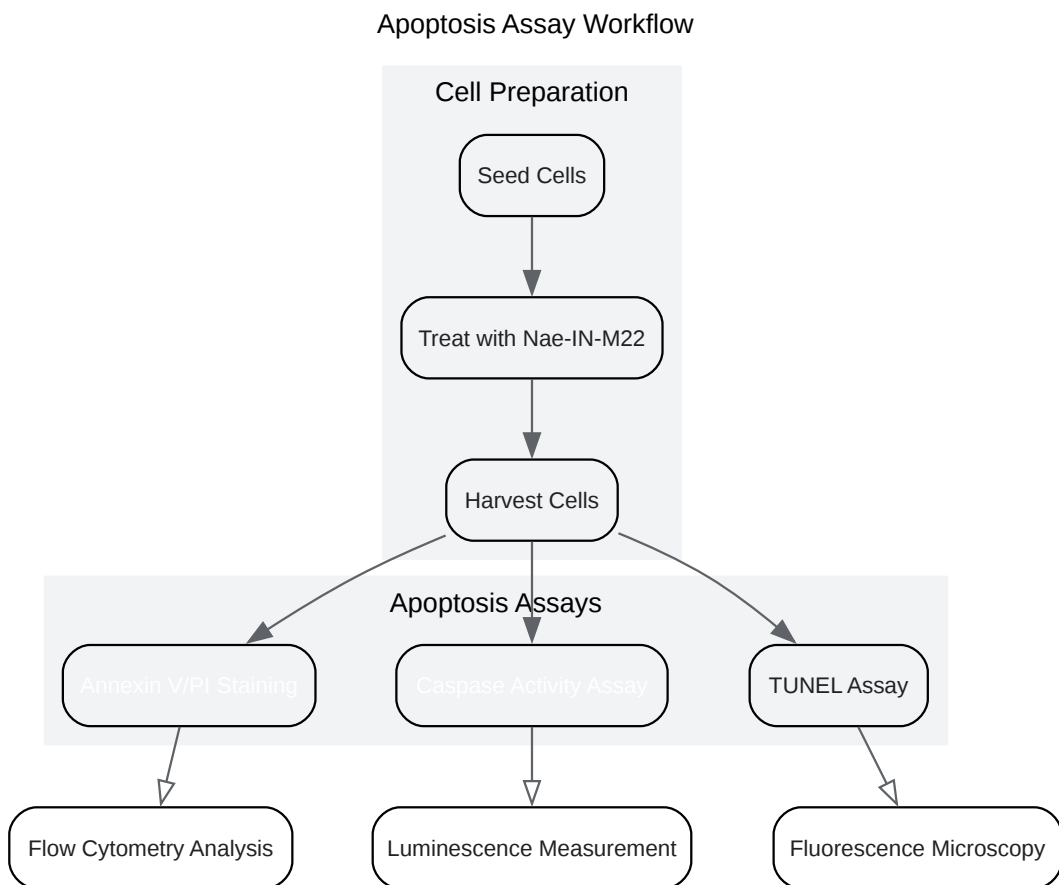 Apoptosis Assay Workflow
Cell Preparation
Seed Cells
Treat with Nae-IN-M22
Harvest Cells
Apoptosis Assays
Annexin V/PI Staining
Caspase Activity Assay
TUNEL Assay
Flow Cytometry Analysis
Luminescence Measurement
Fluorescence Microscopy